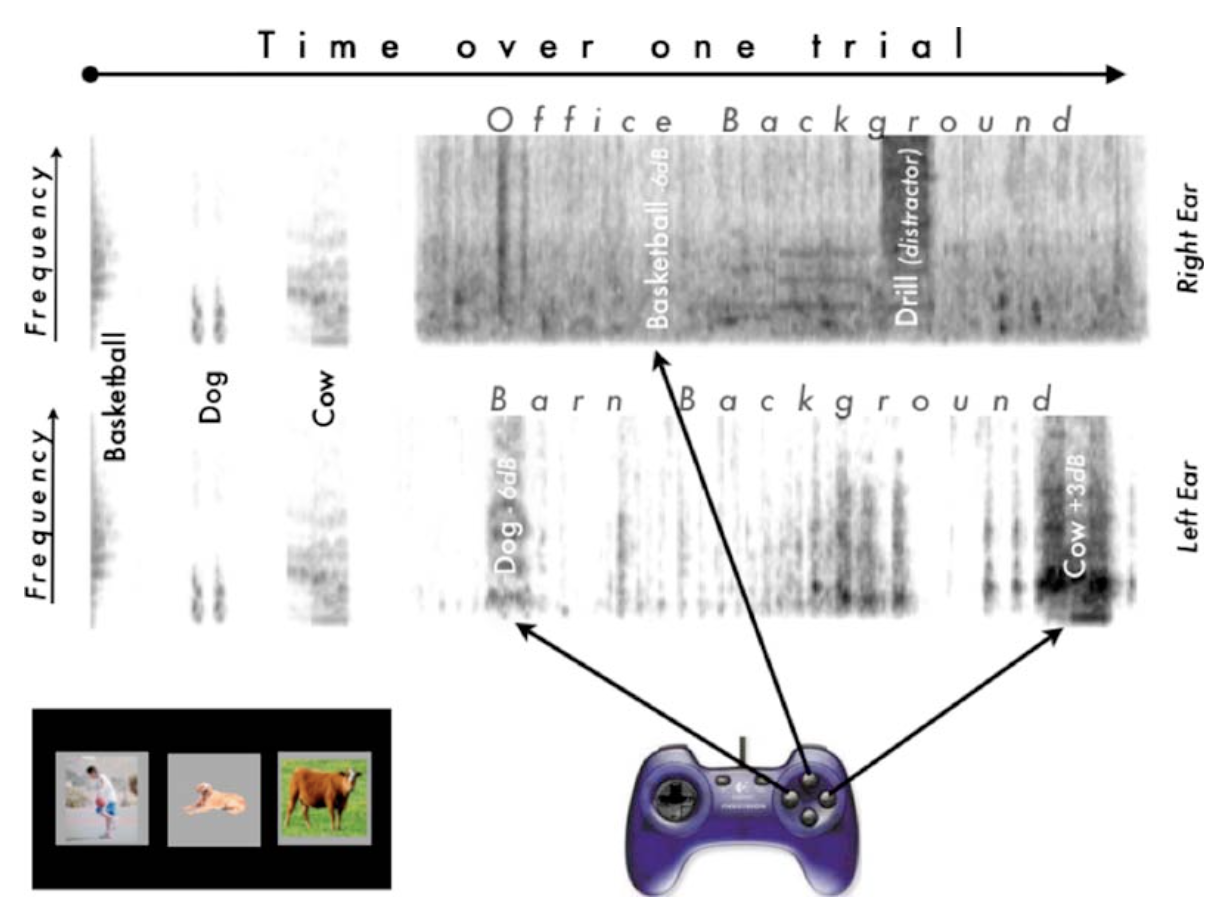 Time over one trial
Office Background
Frequency
Basketball -6dB
Drill (distractor)
Right Ear
Basketball
Dog
Cow
Barn Background
Frequency
Dog - 6dB
Cow +3dB
Left Ear